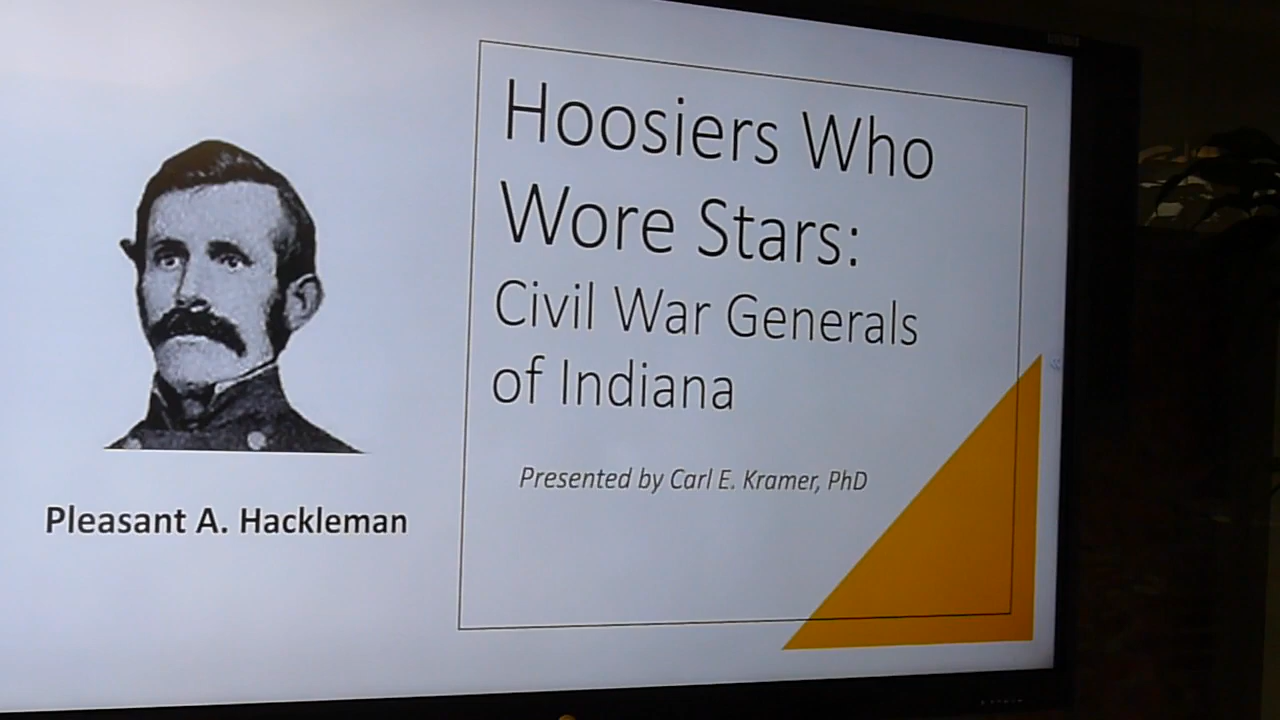 Hoosiers Who
Wore Stars:
Civil War Generals
of Indiana
Presented by Carl E. Kramer, PhD
Pleasant A. Hackleman